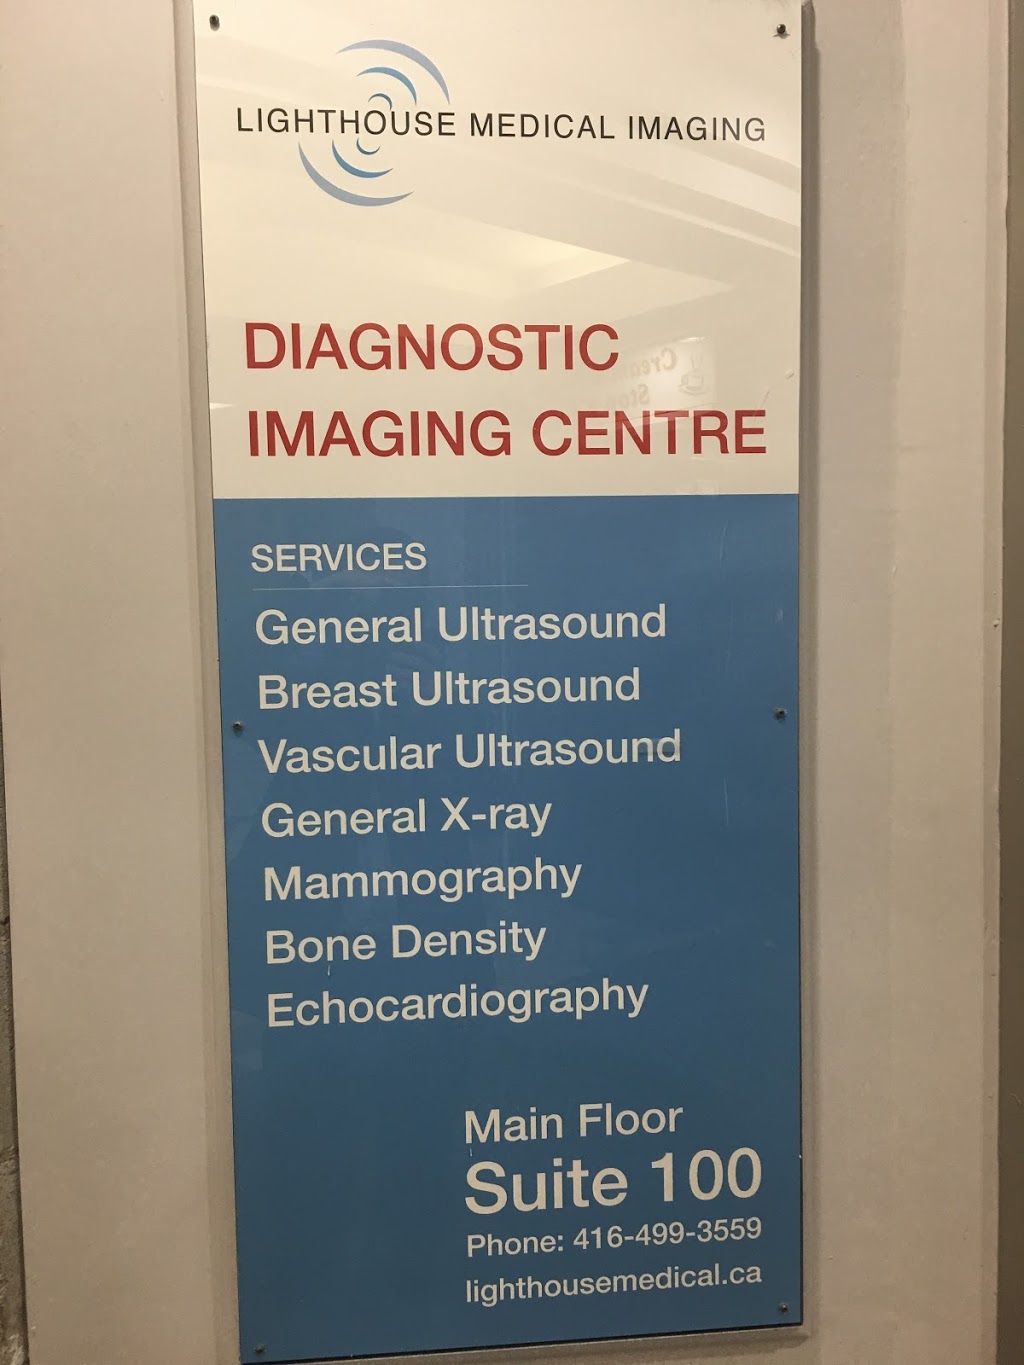 LIGHTHOUSE MEDICAL IMAGING
DIAGNOSTIC
IMAGING CENTRE
SERVICES
General Ultrasound
Breast Ultrasound
Vascular Ultrasound
General X-ray
Mammography
Bone Density
Echocardiography
Main Floor
Suite 100
Phone: 416-499-3559
lighthousemedical.ca